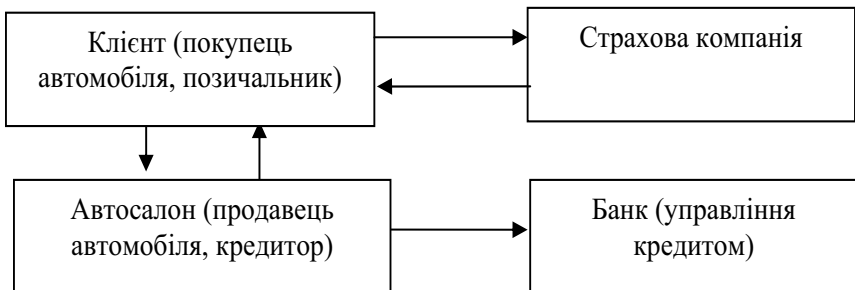 Клієнт (покупець
автомобіля, позичальник)
Страхова компанія
Автосалон (продавець
автомобіля, кредитор)
Банк (управління
кредитом)